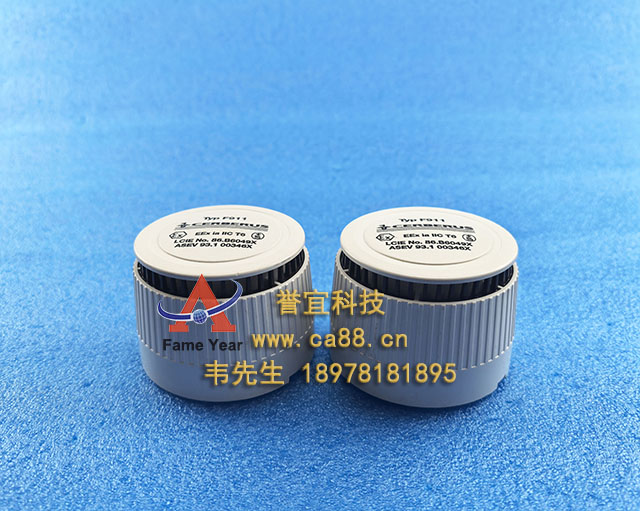 Typ F911
CERBERUS
Ex EEx ia IIC T6
LCIE No. 86.B6049X
ASEV 93.1 00346X
Typ F911
CERBERUS
Ex EEx ia IIC T6
LCIE No. 86.B6049X
ASEV 93.1 00346X
Fame Year
誉宜科技
www.ca88.cn
韦先生 18978181895